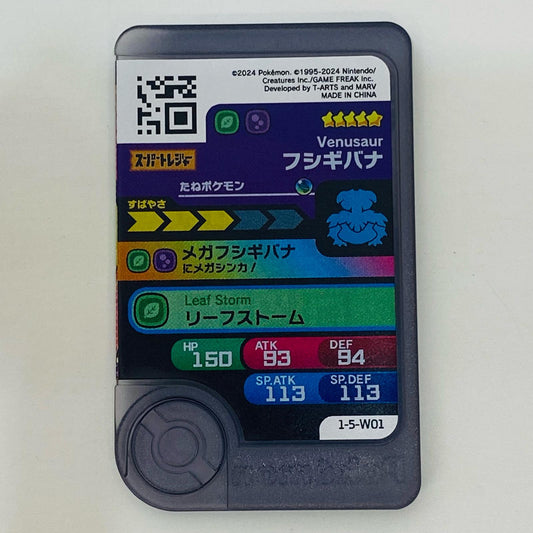 ©2024 Pokémon. ©1995-2024 Nintendo/
Creatures Inc./GAME FREAK inc.
Developed by T-ARTS and MARV
MADE IN CHINA
Venusaur
スーパートレジャー
フシギバナ
たねポケモン
すばやさ
メガフシギバナ
にメガシンカ!
Leaf Storm
リーフストーム
HP
150
ATK
93
DEF
94
SP.ATK
113
SP.DEF
113
1-5-W01